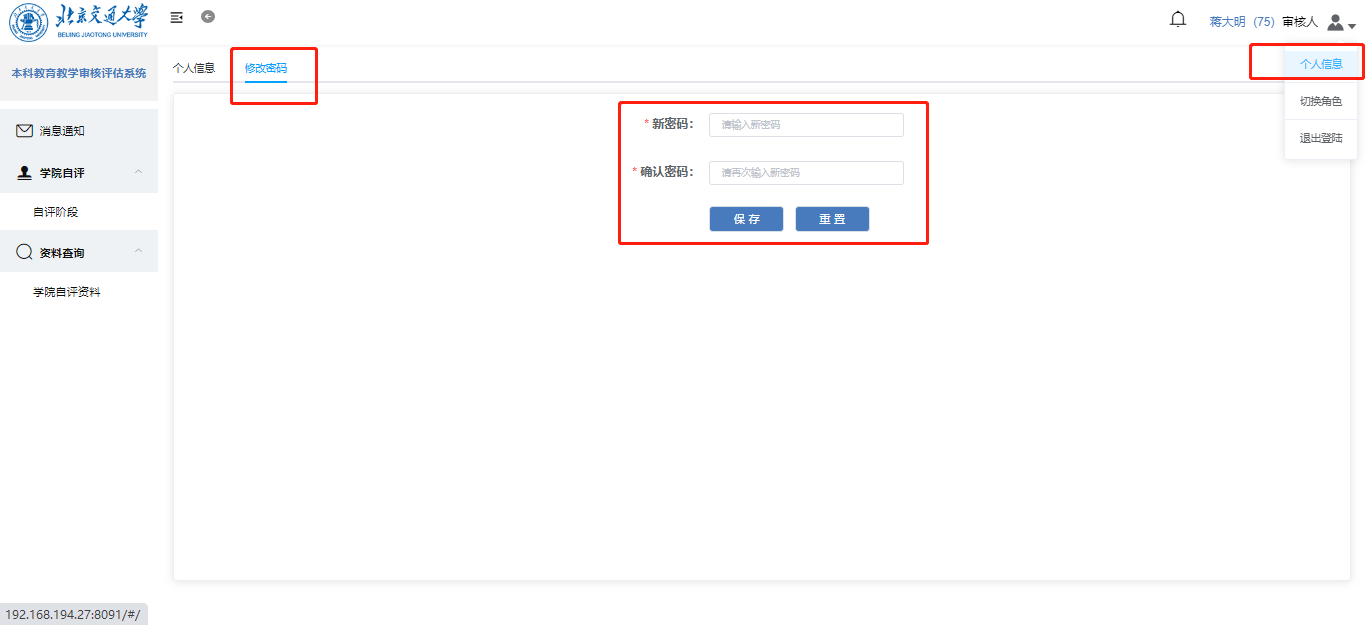 北京交通大学
BEIJING JIAOTONG UNIVERSITY
蒋大明 (75) 审核人
本科教育教学审核评估系统
个人信息
修改密码
个人信息
切换角色
退出登陆
消息通知
学院自评
自评阶段
资料查询
学院自评资料
* 新密码:
请输入新密码
* 确认密码:
请再次输入新密码
保 存
重 置
192.168.194.27:8091/#/